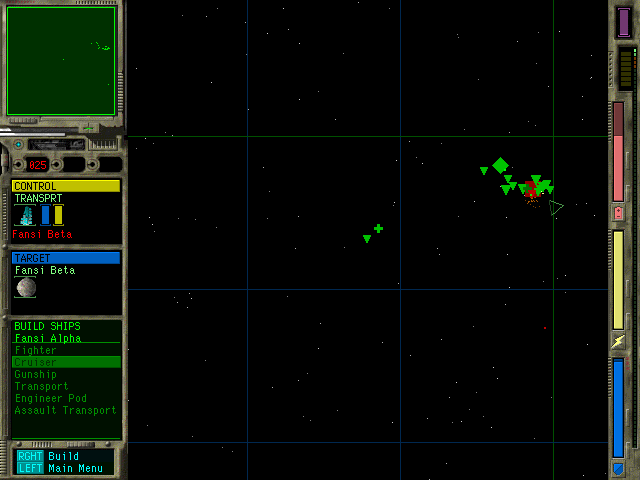 025
CONTROL
TRANSPRT
Fansi Beta
TARGET
Fansi Beta
BUILD SHIPS
Fansi Alpha
Fighter
Cruiser
Gunship
Transport
Engineer Pod
Assault Transport
RGHT Build
LEFT Main Menu